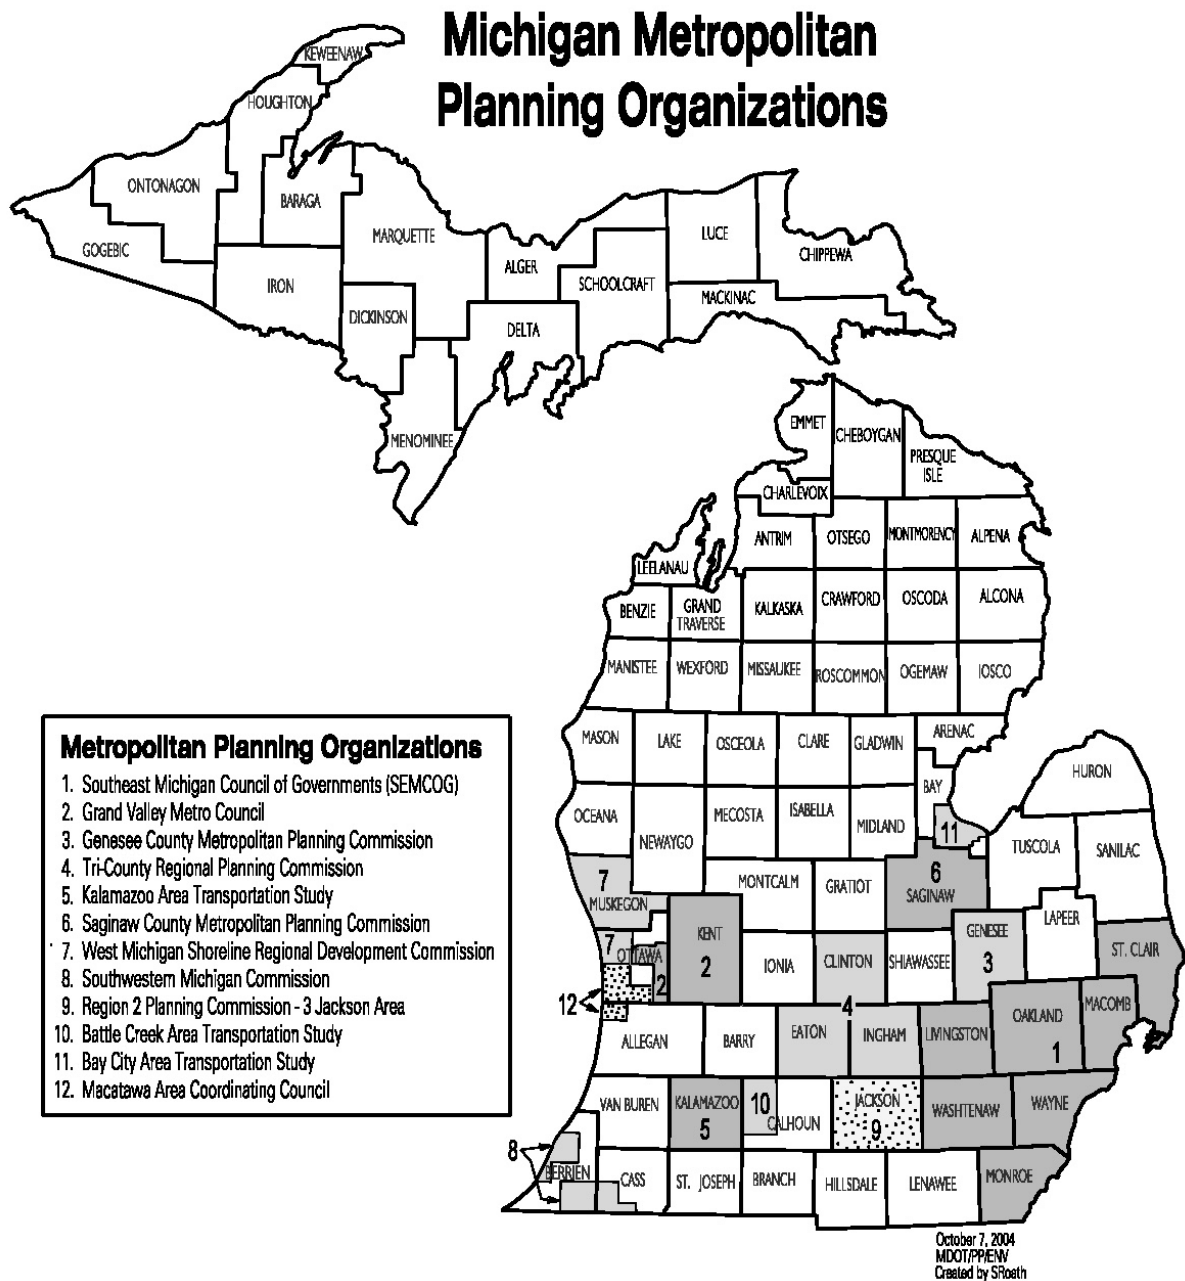 Michigan Metropolitan
Planning Organizations
KEWEENAW
HOUGHTON
ONTONAGON
BARAGA
GOGEBIC
MARQUETTE
LUCE
CHIPPEWA
ALGER
IRON
SCHOOLCRAFT
MACKINAC
DICKINSON
DELTA
MENOMINEE
EMMET
CHEBOYGAN
PRESQUE
ISLE
CHARLEVOIX
ANTRIM
OTSEGO
MONTMORENCY
ALPENA
LEELANAU
BENZIE
GRAND
TRAVERSE
KALKASKA
CRAWFORD
OSCODA
ALCONA
MANISTEE
WEXFORD
MISSAUKEE
ROSCOMMON
OGEMAW
IOSCO
MASON
LAKE
OSCEOLA
CLARE
GLADWIN
ARENAC
HURON
BAY
OCEANA
NEWAYGO
MECOSTA
ISABELLA
MIDLAND
11
TUSCOLA
SANILAC
7
MUSKEGON
MONTCALM
GRATIOT
6
SAGINAW
LAPEER
7
OTTAWA
2
KENT
2
IONIA
CLINTON
SHIAWASSEE
GENESEE
3
ST. CLAIR
12
4
ALLEGAN
BARRY
EATON
INGHAM
LIVINGSTON
OAKLAND
1
MACOMB
VAN BUREN
KALAMAZOO
5
10
CALHOUN
JACKSON
9
WASHTENAW
WAYNE
8
BERRIEN
CASS
ST. JOSEPH
BRANCH
HILLSDALE
LENAWEE
MONROE
Metropolitan Planning Organizations
1. Southeast Michigan Council of Governments (SEMCOG)
2. Grand Valley Metro Council
3. Genesee County Metropolitan Planning Commission
4. Tri-County Regional Planning Commission
5. Kalamazoo Area Transportation Study
6. Saginaw County Metropolitan Planning Commission
7. West Michigan Shoreline Regional Development Commission
8. Southwestern Michigan Commission
9. Region 2 Planning Commission - 3 Jackson Area
10. Battle Creek Area Transportation Study
11. Bay City Area Transportation Study
12. Macatawa Area Coordinating Council
October 7, 2004
MDOT/PP/ENV
Created by SRoath